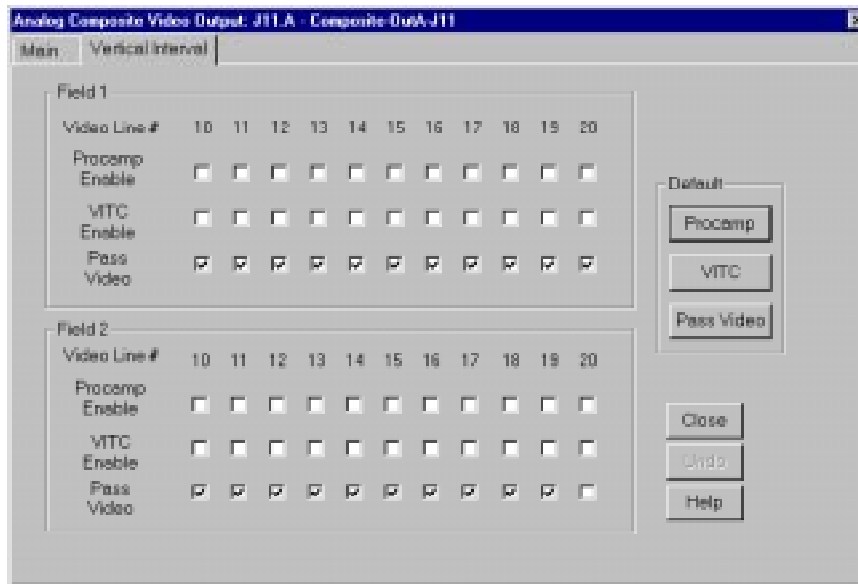 Analog Composite Video Output: J11.A - Composite-OutA-J11
Main Vertical Interval
Field 1
Video Line # 10 11 12 13 14 15 16 17 18 19 20
Procamp
Enable
VITC
Enable
Pass
Video
Default
Procamp
VITC
Pass Video
Field 2
Video Line # 10 11 12 13 14 15 16 17 18 19 20
Procamp
Enable
VITC
Enable
Pass
Video
Close
Undo
Help